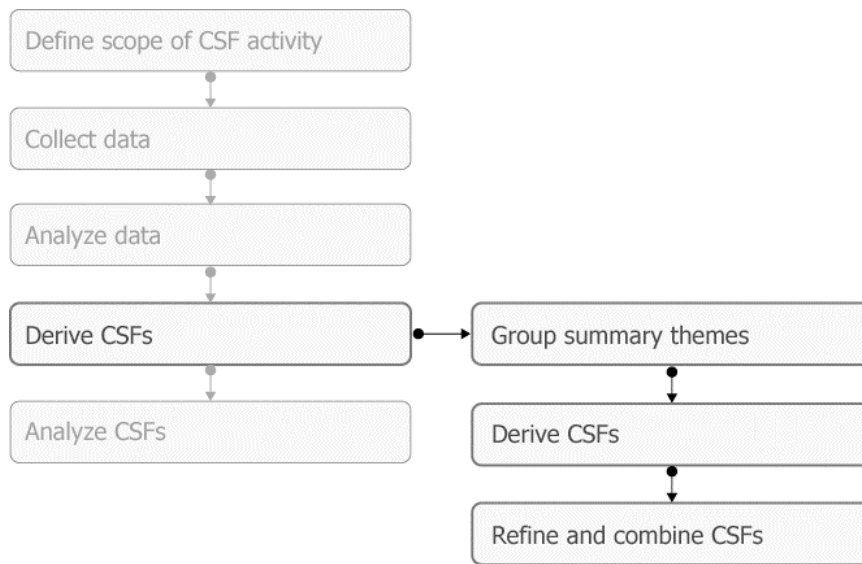 Define scope of CSF activity
Collect data
Analyze data
Derive CSFs
Group summary themes
Analyze CSFs
Derive CSFs
Refine and combine CSFs